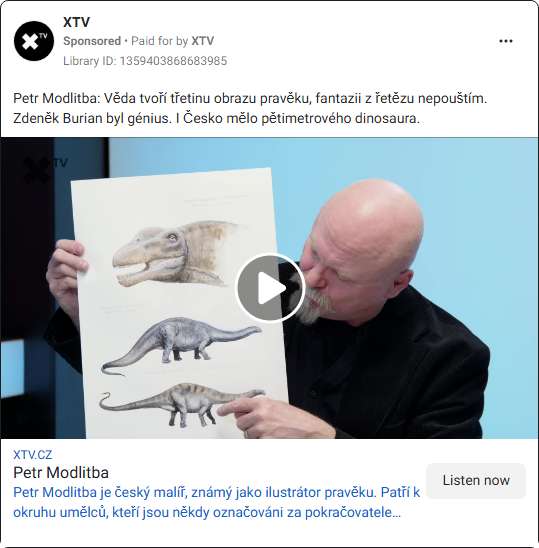 XTV
Sponsored • Paid for by XTV
Library ID: 1359403868683985
Petr Modlitba: Věda tvoří třetinu obrazu pravěku, fantazii z řetězu nepouštím.
Zdeněk Burian byl génius. I Česko mělo pětimetrového dinosaura.
XTV
XTV.CZ
Petr Modlitba
Petr Modlitba je český malíř, známý jako ilustrátor pravěku. Patří k
okruhu umělců, kteří jsou někdy označováni za pokračovatele...
Listen now